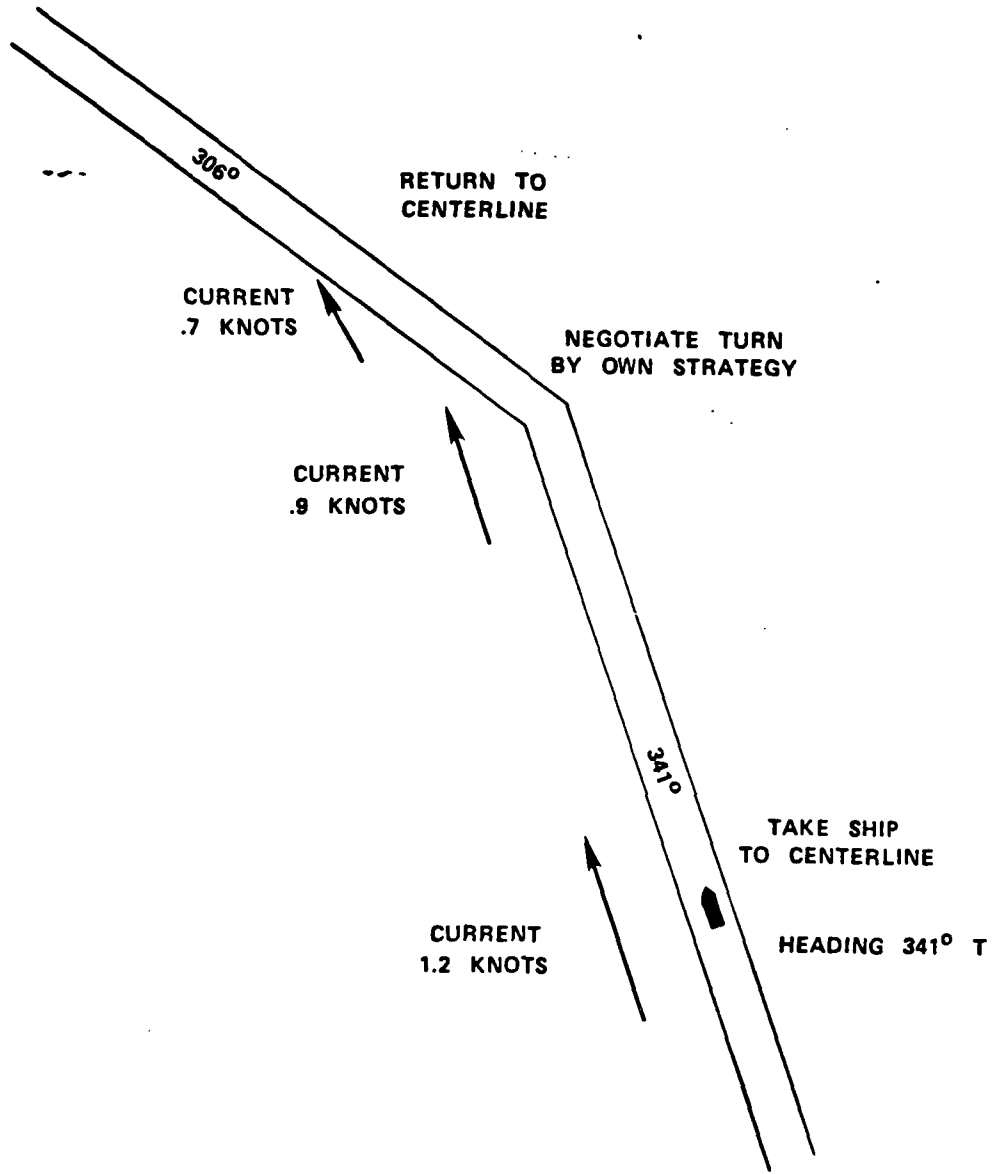 306°
RETURN TO
CENTERLINE
CURRENT
.7 KNOTS
NEGOTIATE TURN
BY OWN STRATEGY
CURRENT
.9 KNOTS
341°
TAKE SHIP
TO CENTERLINE
CURRENT
1.2 KNOTS
HEADING 341° T